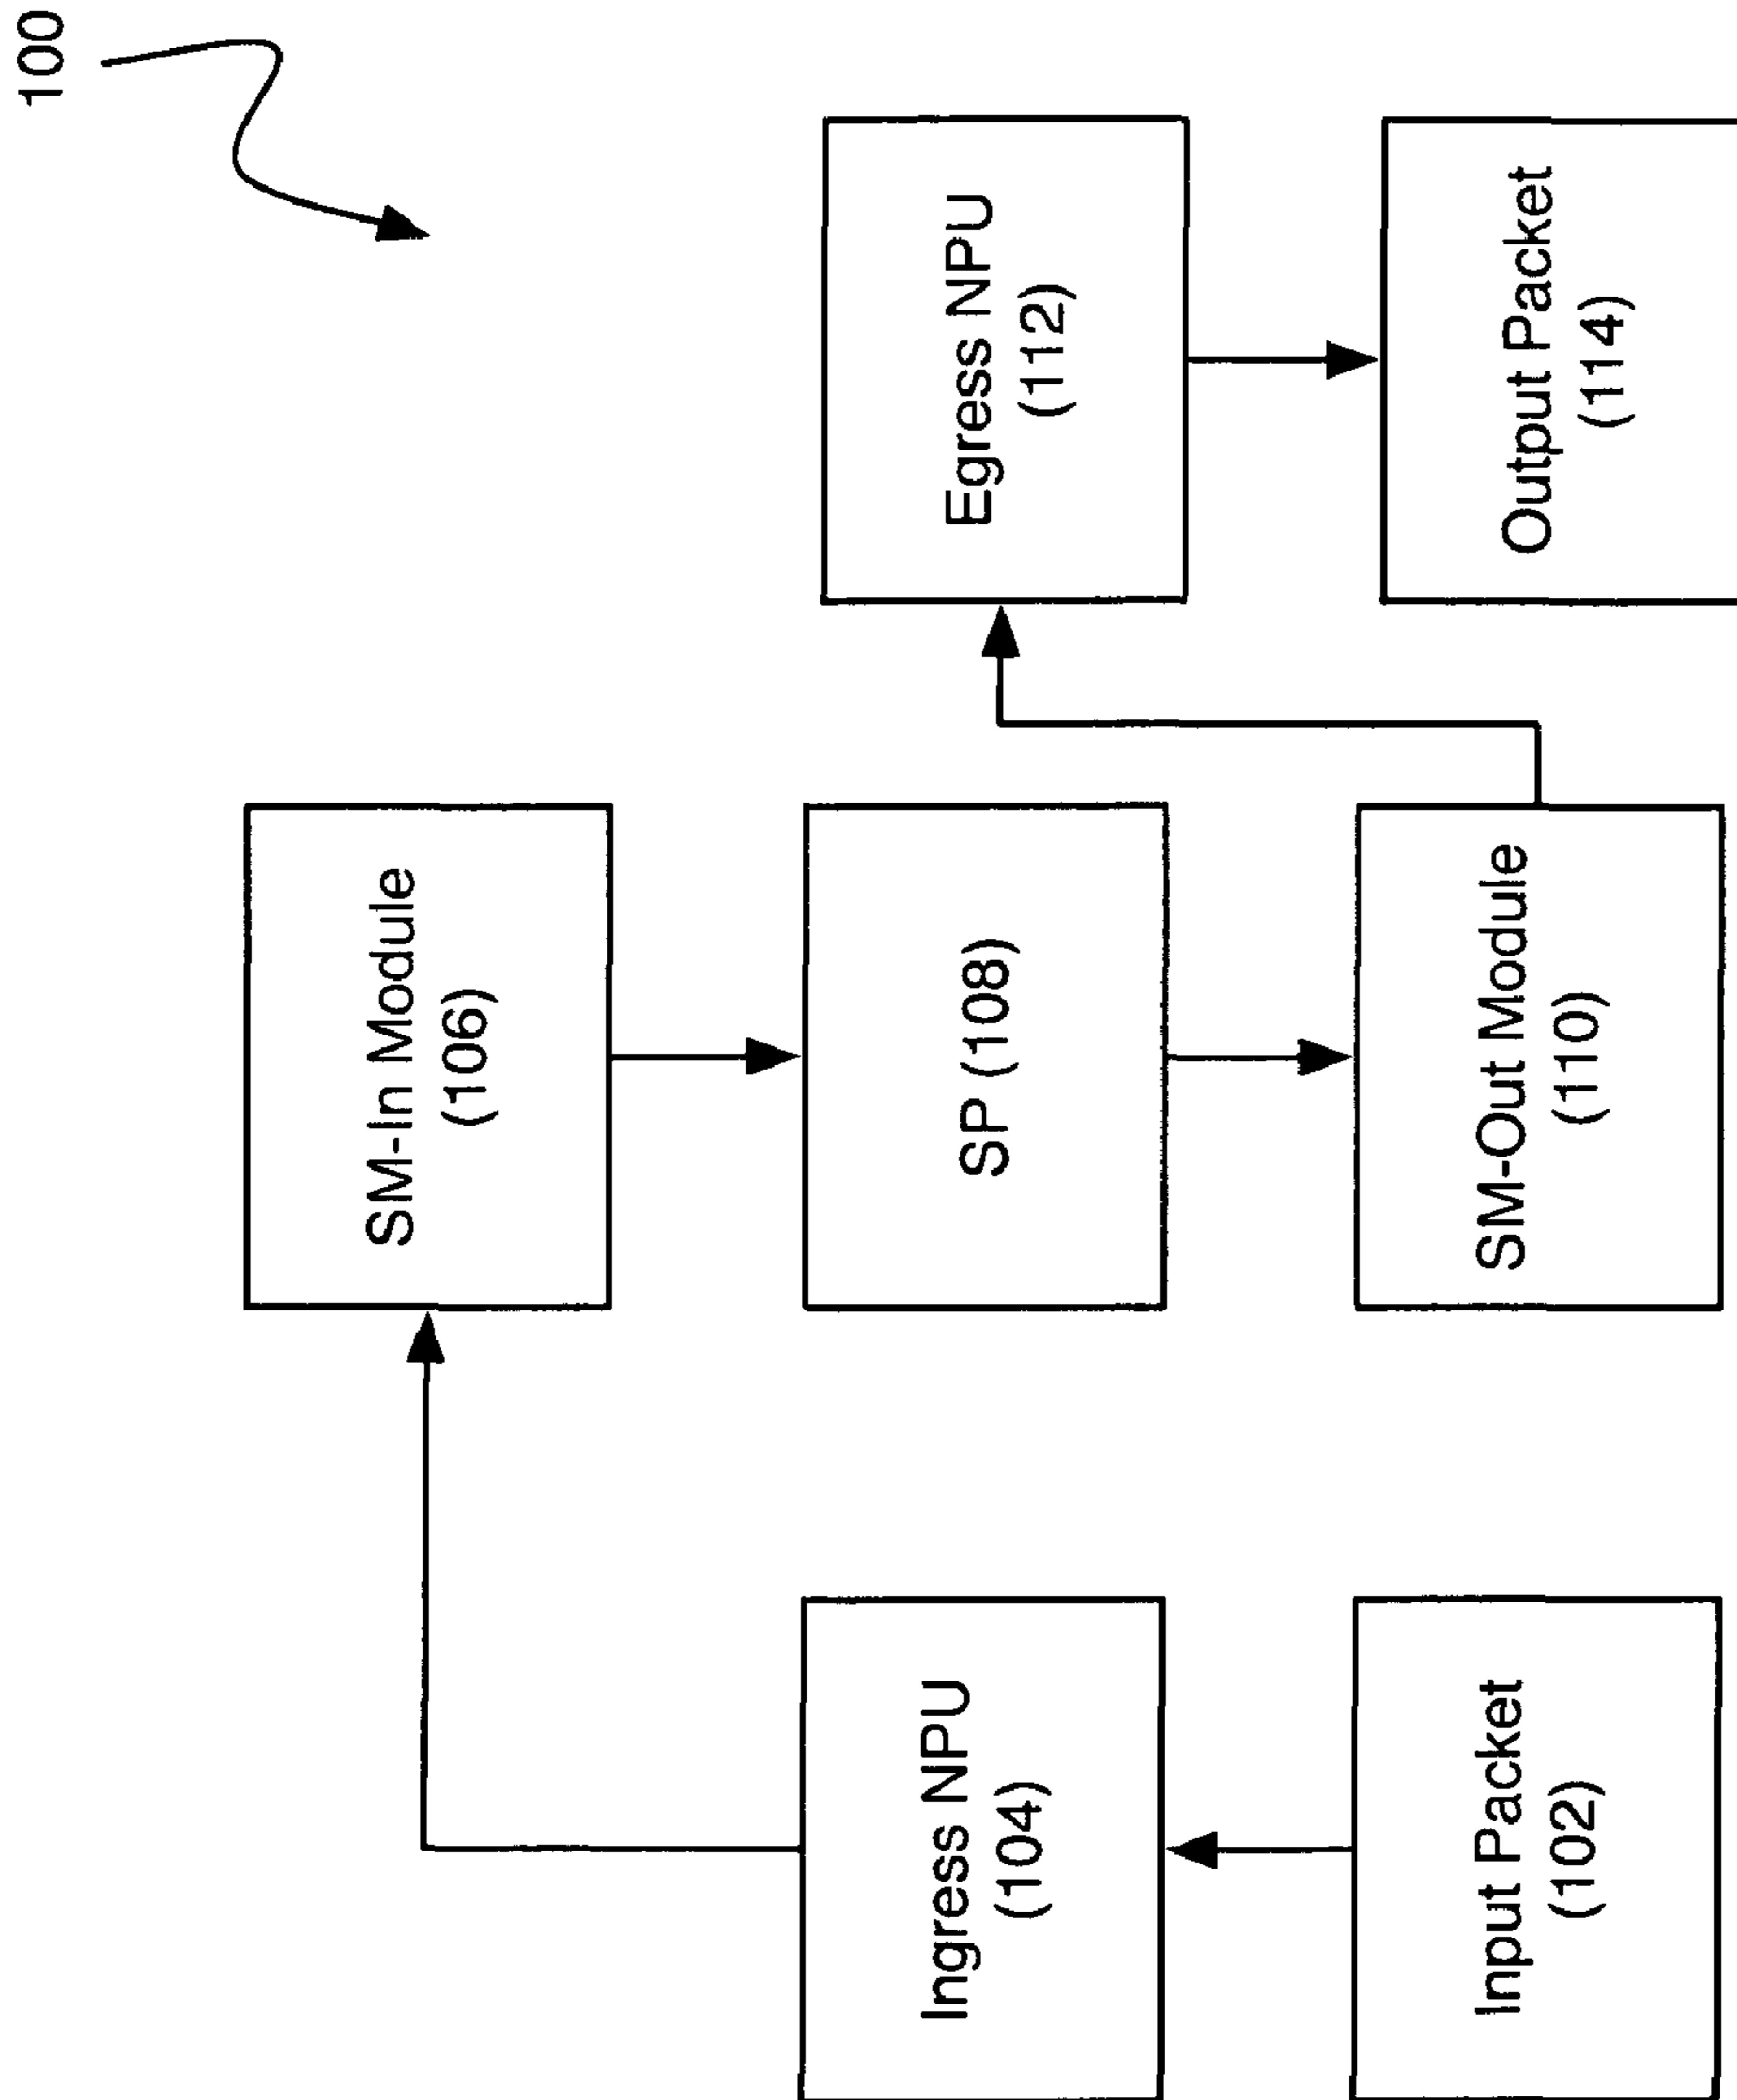 100
SM-In Module
(106)
Ingress NPU
(104)
SP (108)
Egress NPU
(112)
Input Packet
(102)
SM-Out Module
(110)
Output Packet
(114)